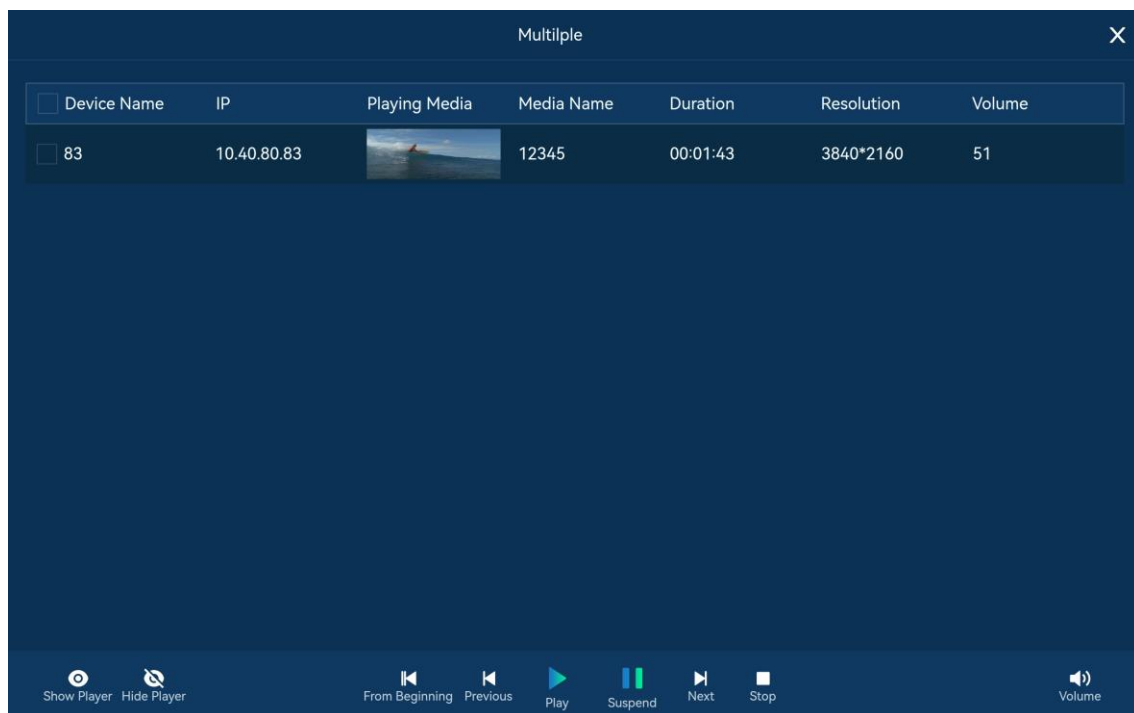 Multilple
Device Name IP Playing Media Media Name Duration Resolution Volume
83 10.40.80.83 12345 00:01:43 3840*2160 51
Show Player Hide Player From Beginning Previous Play Suspend Next Stop Volume